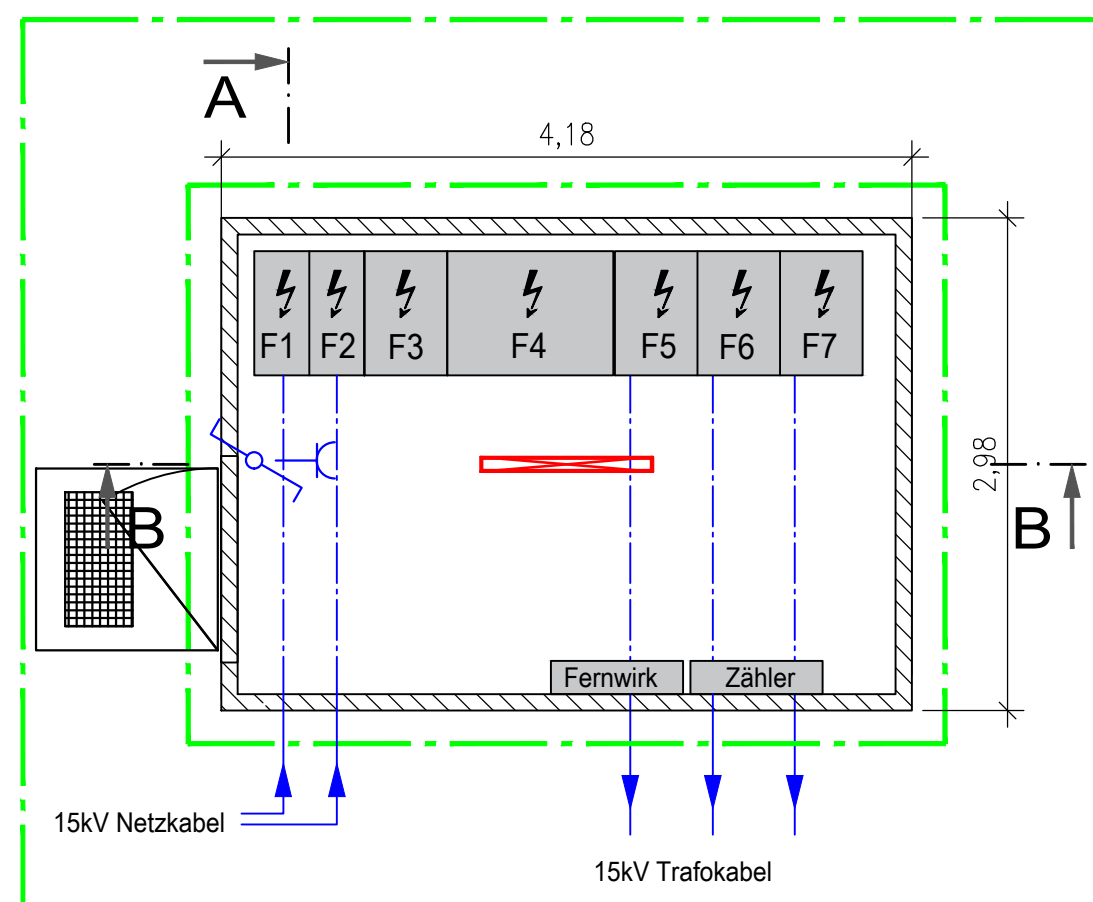 A
4,18
F1 F2 F3 F4 F5 F6 F7
2,98
B
B
Fernwirk
Zähler
15kV Netzkabel
15kV Trafokabel